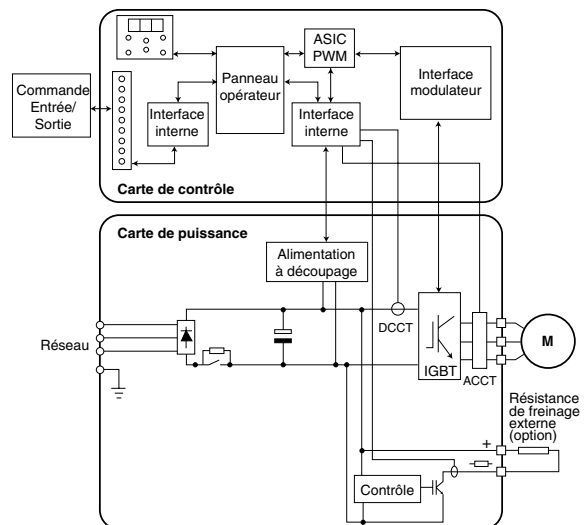 ASIC
PWM
Interface
modulateur
Panneau
opérateur
Commande
Entrée/
Sortie
Interface
interne
Interface
interne
Carte de contrôle
Carte de puissance
Alimentation
à découpage
DCCT
Réseau
IGBT
ACCT
M
Résistance
de freinage
externe
(option)
+
Contrôle